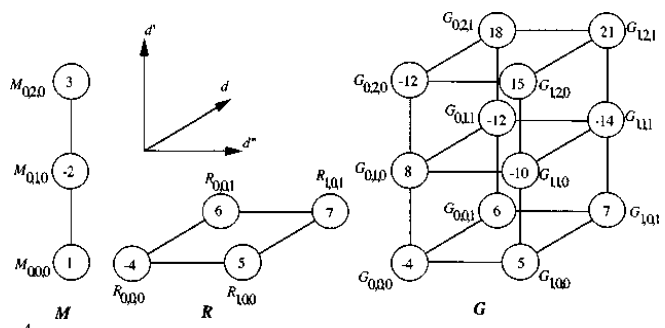 G0,2,1 18 21 G1,2,1
d'
d
d"
M0,2,0 3
G0,2,0 -12 15 G1,2,0
G0,1,1 -12 -14 G1,1,1
M0,1,0 -2
R0,0,1 R1,0,1
G0,1,0 8 -10 G1,1,0
6 7
G0,0,1 6 7 G1,0,1
M0,0,0 1
-4 5
G0,0,0 -4 5 G1,0,0
R0,0,0 R1,0,0
M R G